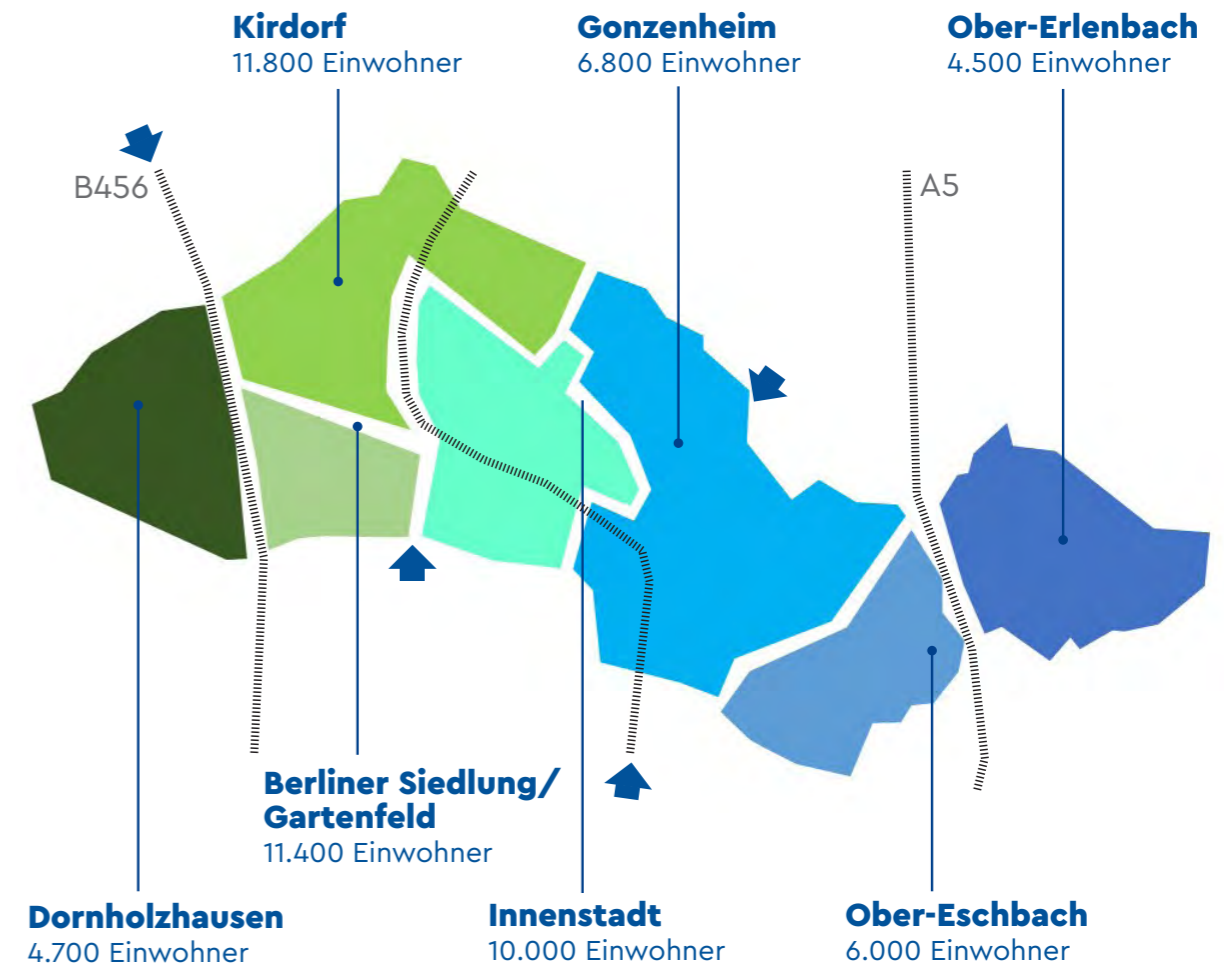 Kirdorf
11.800 Einwohner
Gonzenheim
6.800 Einwohner
Ober-Erlenbach
4.500 Einwohner
B456
A5
Berliner Siedlung/
Gartenfeld
11.400 Einwohner
Dornholzhausen
4.700 Einwohner
Innenstadt
10.000 Einwohner
Ober-Eschbach
6.000 Einwohner